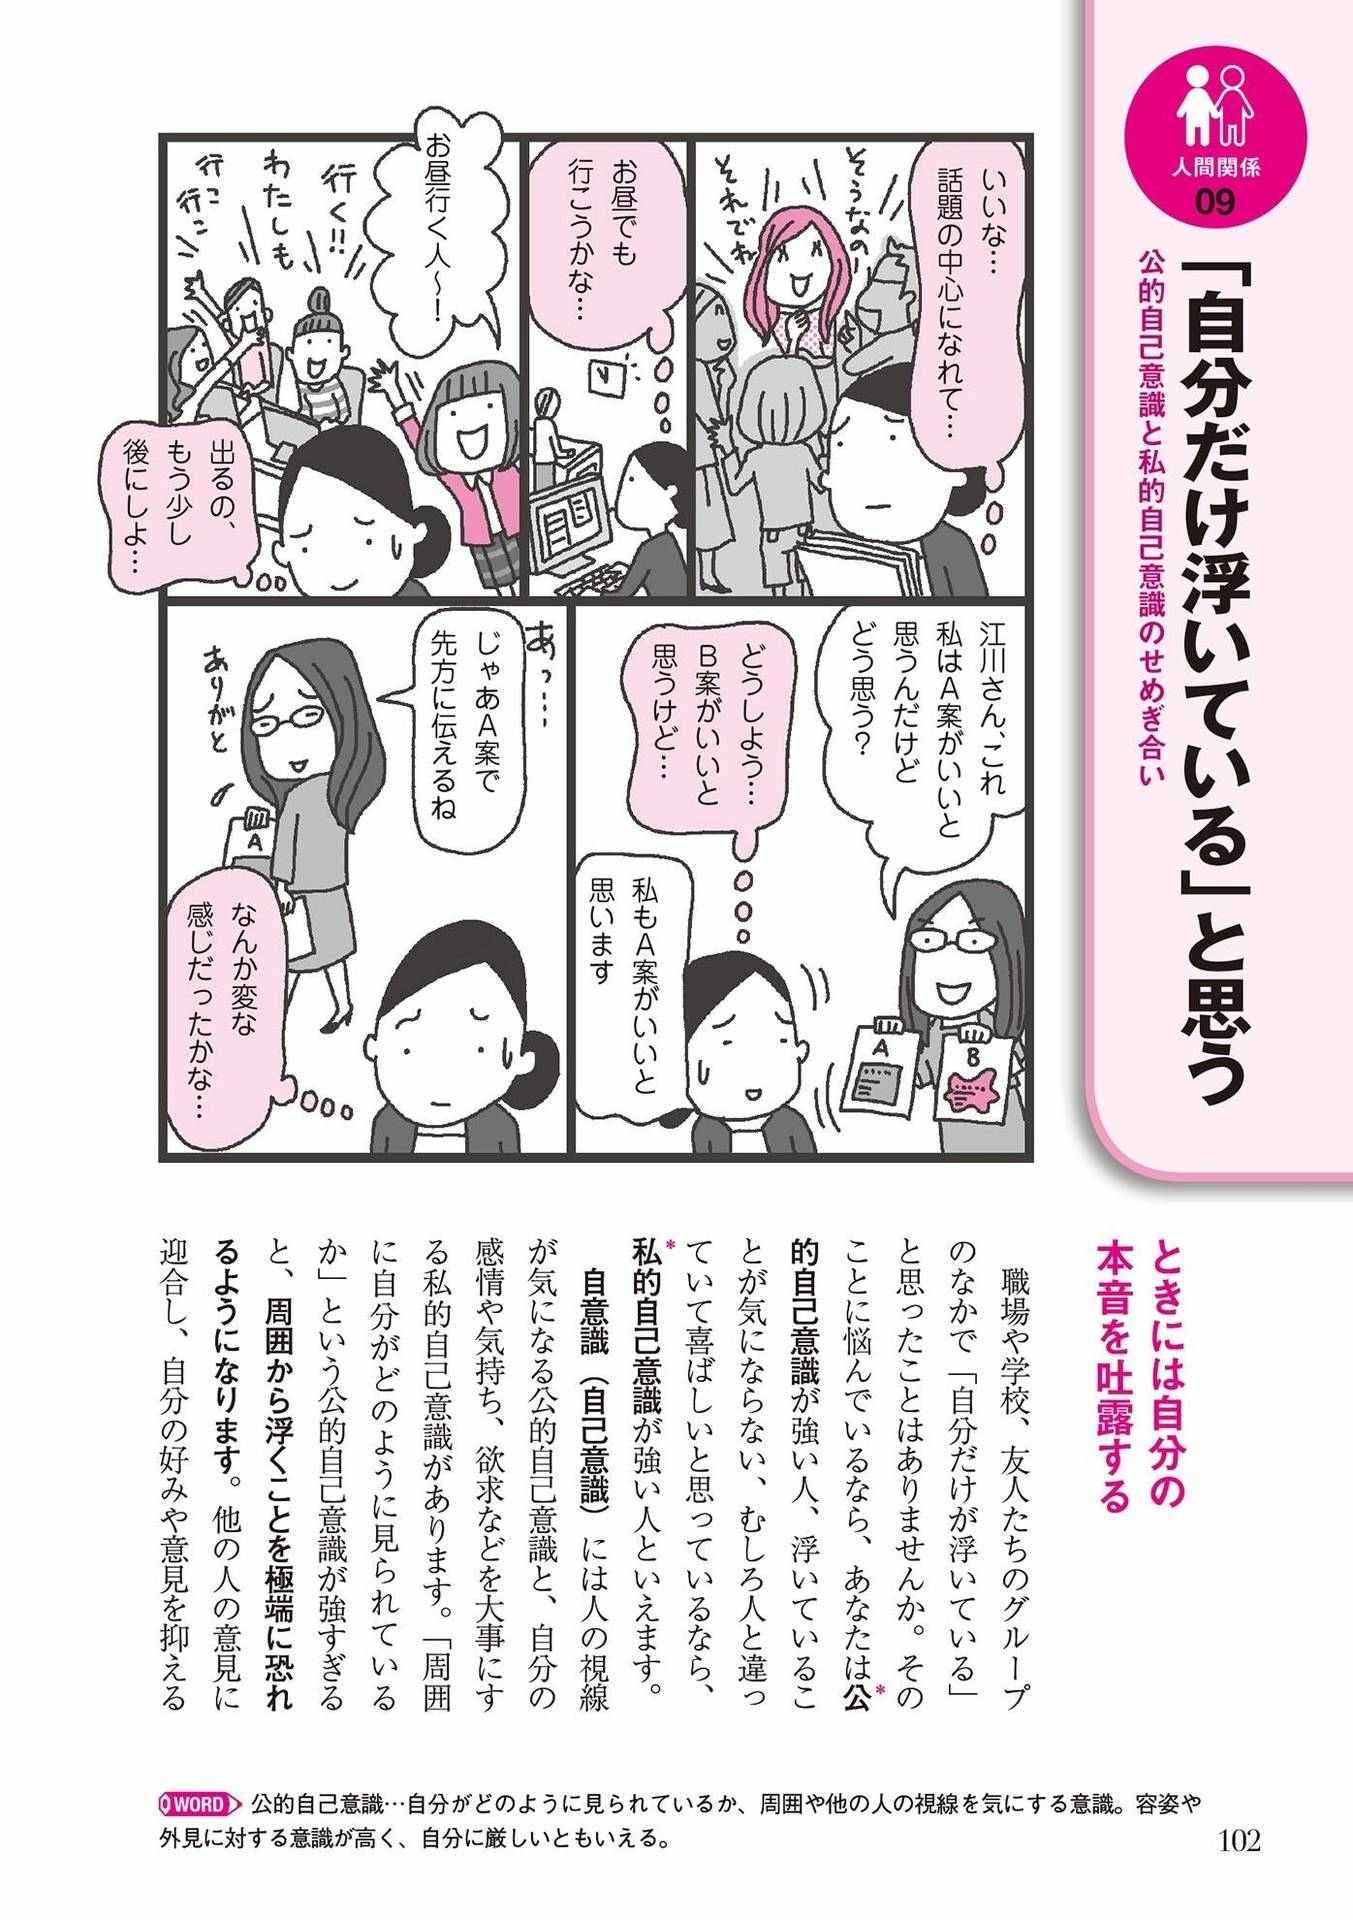 人間関係
09
「自分だけ浮いている」と思う
公的自己意識と私的自己意識のせめぎ合い
いいな…
話題の中心になれて…
そうなの
それでね
お昼でも
行こうかな…
お昼行く人〜!
行く!!
わたしも
行こ
行こ
出るの、
もう少し
後にしよ…
江川さん、これ
私はA案がいいと
思うんだけど
どう思う?
どうしよう…
B案がいいと
思うけど…
私もA案がいいと
思います
A
B
あっ…
じゃあA案で
先方に伝えるね
ありがと
A
なんか変な
感じだったかな…
ときには自分の
本音を吐露する
職場や学校、友人たちのグループ
のなかで「自分だけが浮いている」
と思ったことはありませんか。その
ことに悩んでいるなら、あなたは公*
的自己意識が強い人、浮いているこ
とが気にならない、むしろ人と違っ
ていて喜ばしいと思っているなら、
私*的自己意識が強い人といえます。
自意識(自己意識)には人の視線
が気になる公的自己意識と、自分の
感情や気持ち、欲求などを大事にす
る私的自己意識があります。「周囲
に自分がどのように見られている
か」という公的自己意識が強すぎる
と、周囲から浮くことを極端に恐れ
るようになります。他の人の意見に
迎合し、自分の好みや意見を抑える
WORD 公的自己意識…自分がどのように見られているか、周囲や他の人の視線を気にする意識。容姿や
外見に対する意識が高く、自分に厳しいともいえる。
102